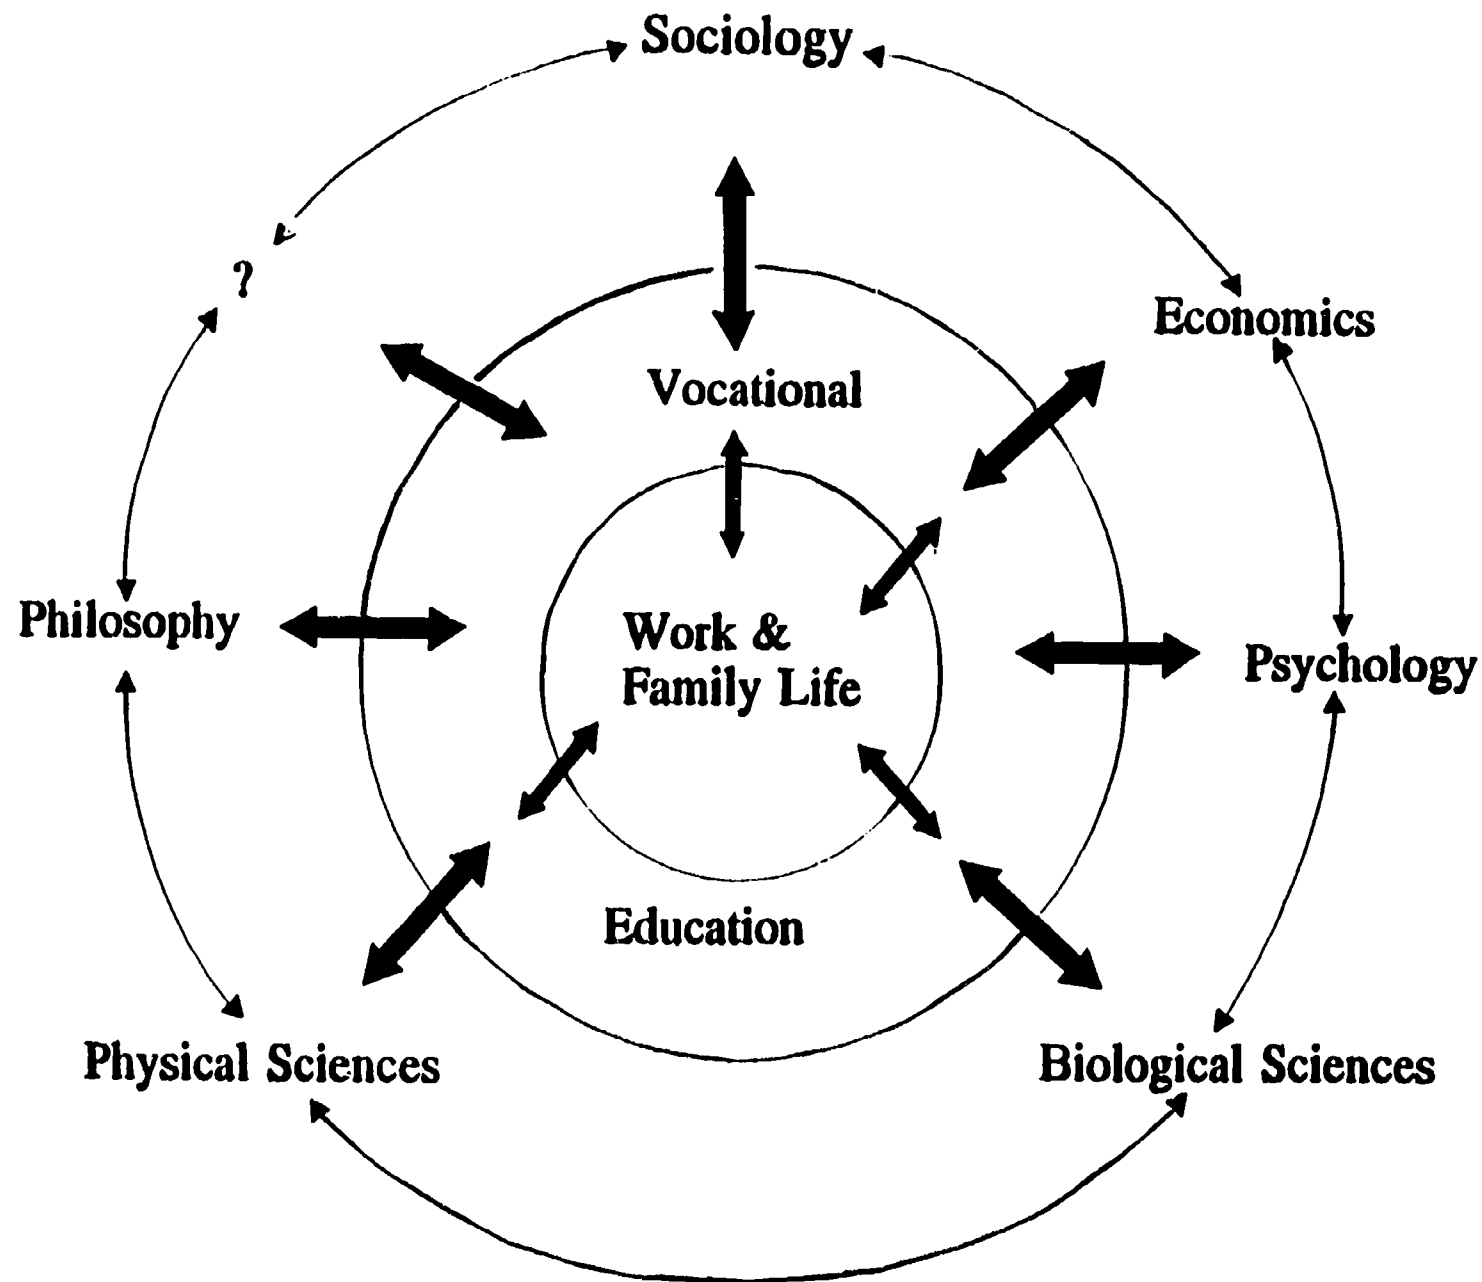 Sociology
?
Economics
Vocational
Philosophy
Work &
Family Life
Psychology
Education
Physical Sciences
Biological Sciences